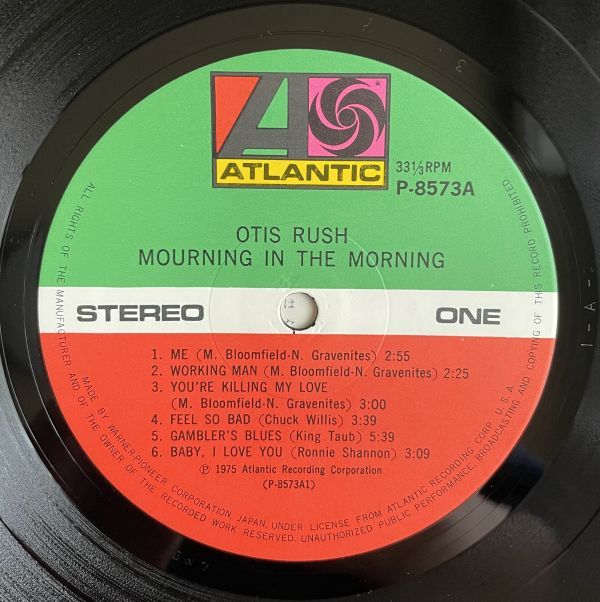 ATLANTIC
33⅓RPM
P-8573A
OTIS RUSH
MOURNING IN THE MORNING
STEREO
ONE
1. ME (M. Bloomfield-N. Gravenites) 2:55
2. WORKING MAN (M. Bloomfield-N. Gravenites) 2:25
3. YOU'RE KILLING MY LOVE
(M. Bloomfield-N. Gravenites) 3:00
4. FEEL SO BAD (Chuck Willis) 3:39
5. GAMBLER'S BLUES (King Taub) 5:39
6. BABY, I LOVE YOU (Ronnie Shannon) 3:09
Ⓟ 1975 Atlantic Recording Corporation
(P-8573A1)
MADE BY WARNER-PIONEER CORPORATION, JAPAN, UNDER LICENSE FROM ATLANTIC RECORDING CORP. U.S.A.
ALL RIGHTS OF THE MANUFACTURER AND OF THE OWNER OF THE RECORDED WORK RESERVED. UNAUTHORIZED PUBLIC PERFORMANCE, BROADCASTING AND COPYING OF THIS RECORD PROHIBITED.